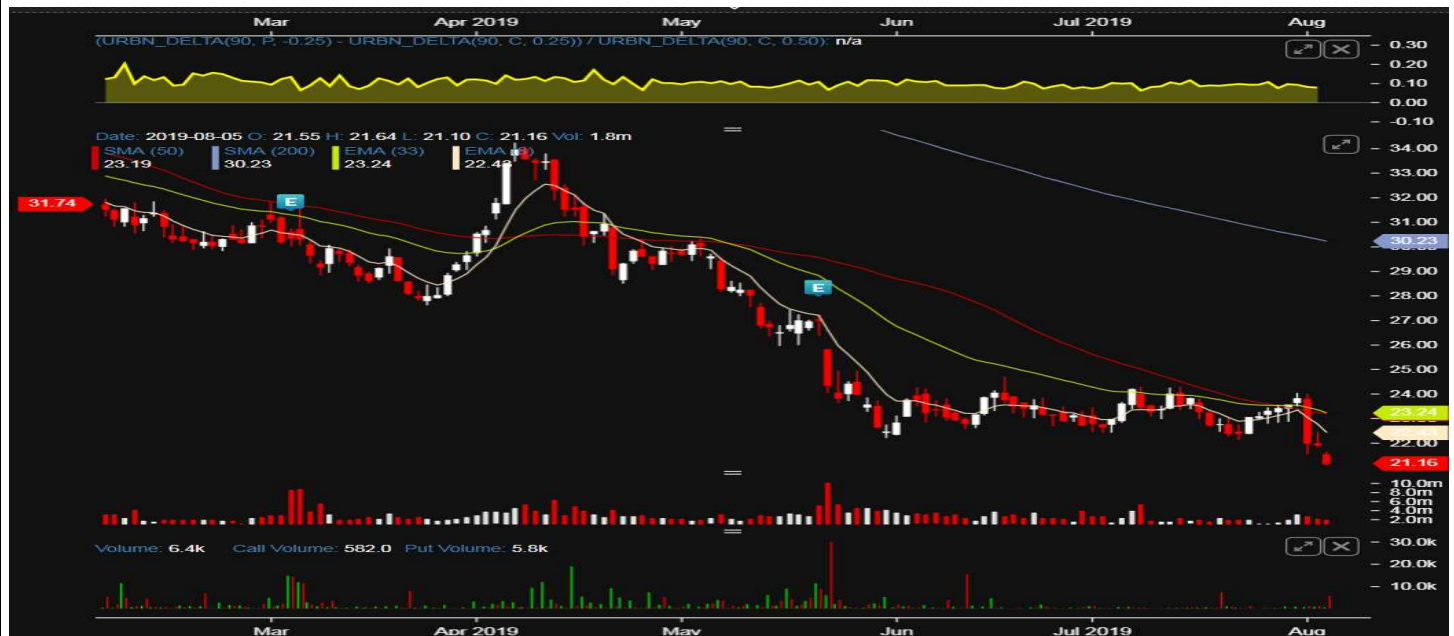 Mar Apr 2019 May Jun Jul 2019 Aug
(URBN_DELTA(90, P, -0.25) - URBN_DELTA(90, C, 0.25)) / URBN_DELTA(90, C, 0.50): n/a
0.30
0.20
0.10
0.00
-0.10
Date: 2019-08-05 O: 21.55 H: 21.64 L: 21.10 C: 21.16 Vol: 1.8m
SMA (50) SMA (200) EMA (33) EMA
23.19 30.23 23.24 22.43
34.00
33.00
32.00
31.74
E
31.00
30.23
29.00
E
28.00
27.00
26.00
25.00
24.00
23.24
22.43
22.00
21.16
10.0m
8.0m
6.0m
4.0m
2.0m
Volume: 6.4k Call Volume: 582.0 Put Volume: 5.8k
30.0k
20.0k
10.0k
Mar Apr 2019 May Jun Jul 2019 Aug